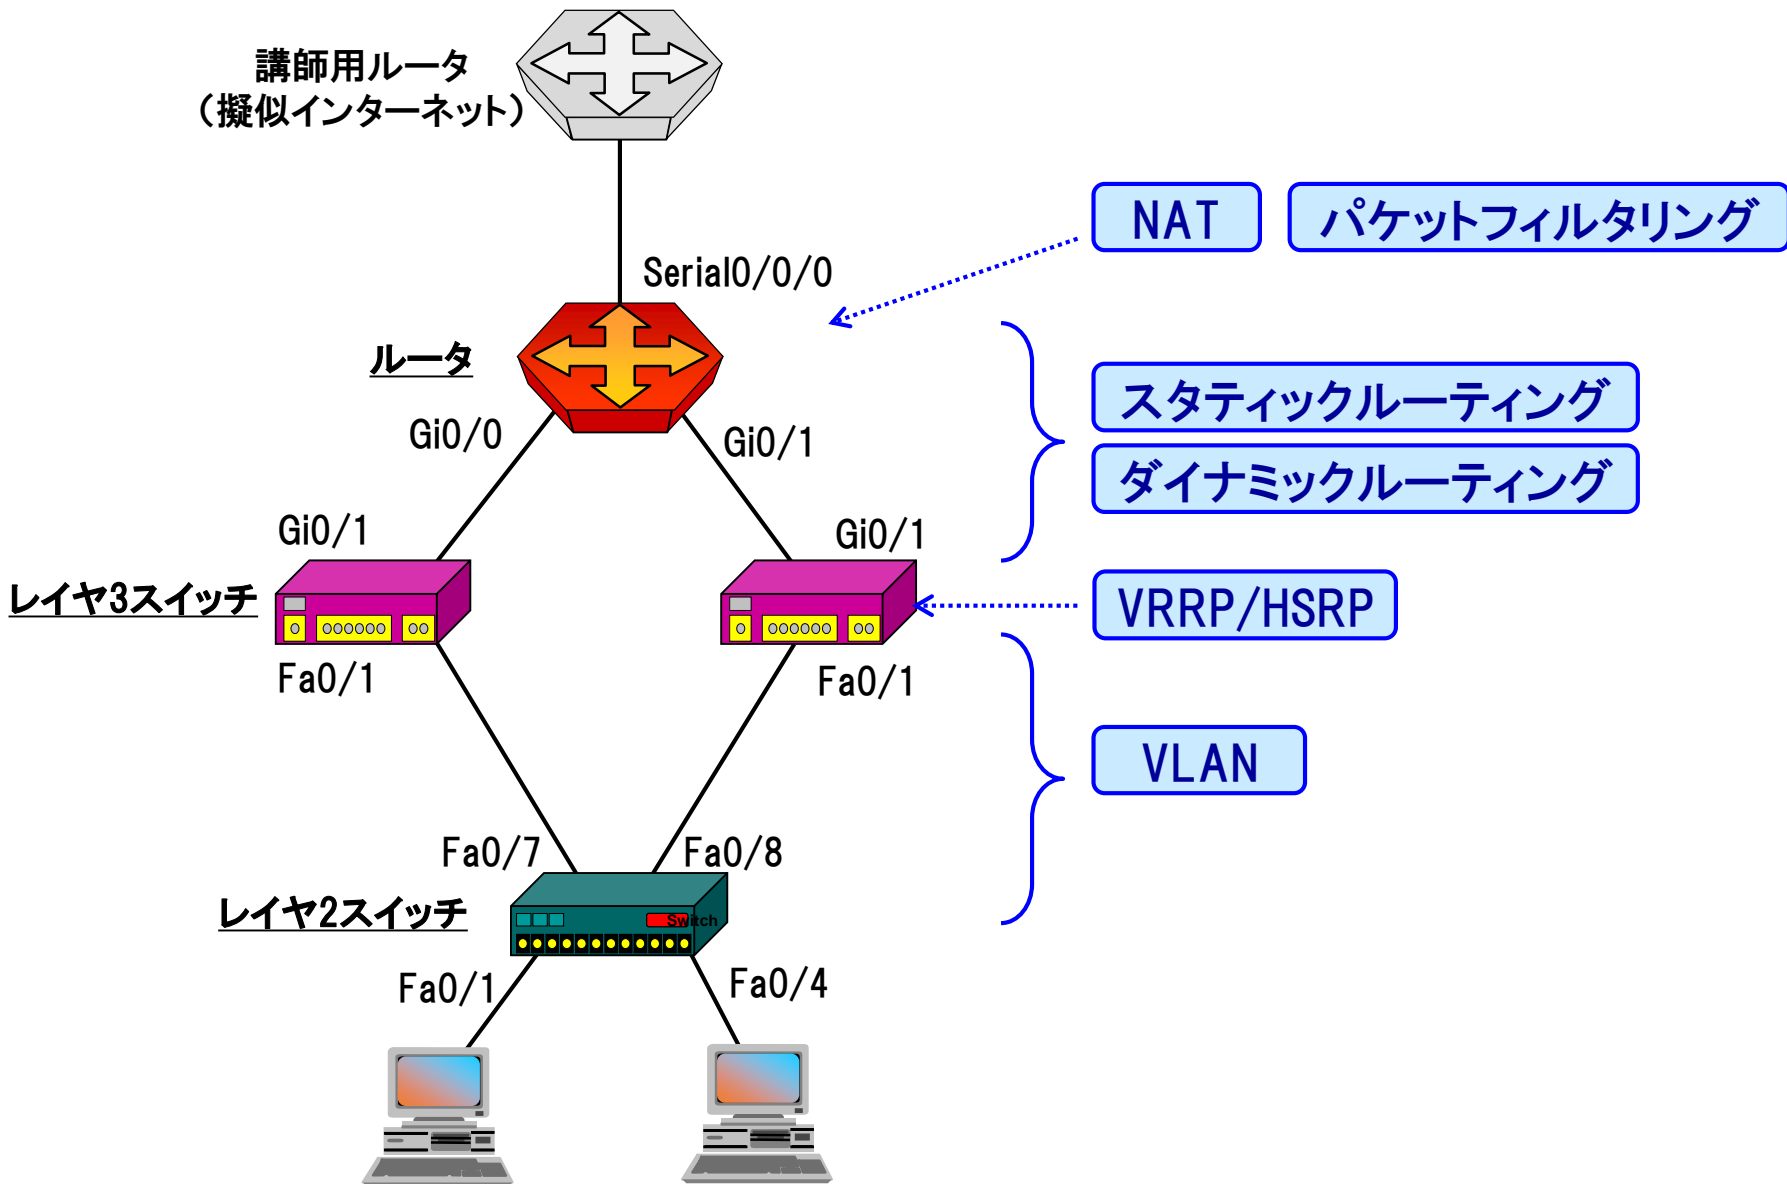 講師用ルータ
（擬似インターネット）
NAT
パケットフィルタリング
Serial0/0/0
ルータ
スタティックルーティング
Gi0/0
Gi0/1
ダイナミックルーティング
Gi0/1
Gi0/1
レイヤ3スイッチ
VRRP/HSRP
Fa0/1
Fa0/1
VLAN
Fa0/7
Fa0/8
レイヤ2スイッチ
Switch
Fa0/1
Fa0/4